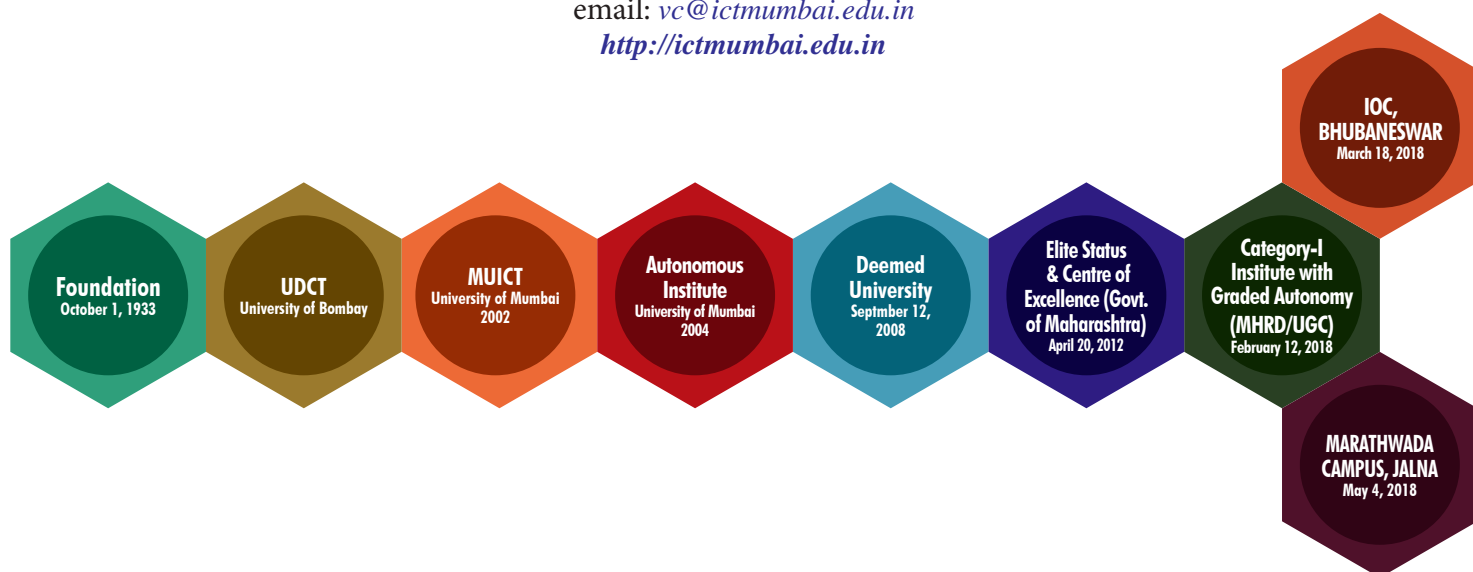 email: vc@ictmumbai.edu.in
http://ictmumbai.edu.in
Foundation
October 1, 1933
UDCT
University of Bombay
MUICT
University of Mumbai
2002
Autonomous
Institute
University of Mumbai
2004
Deemed
University
Septmber 12,
2008
Elite Status
& Centre of
Excellence (Govt.
of Maharashtra)
April 20, 2012
Category-I
Institute with
Graded Autonomy
(MHRD/UGC)
February 12, 2018
IOC,
BHUBANESWAR
March 18, 2018
MARATHWADA
CAMPUS, JALNA
May 4, 2018